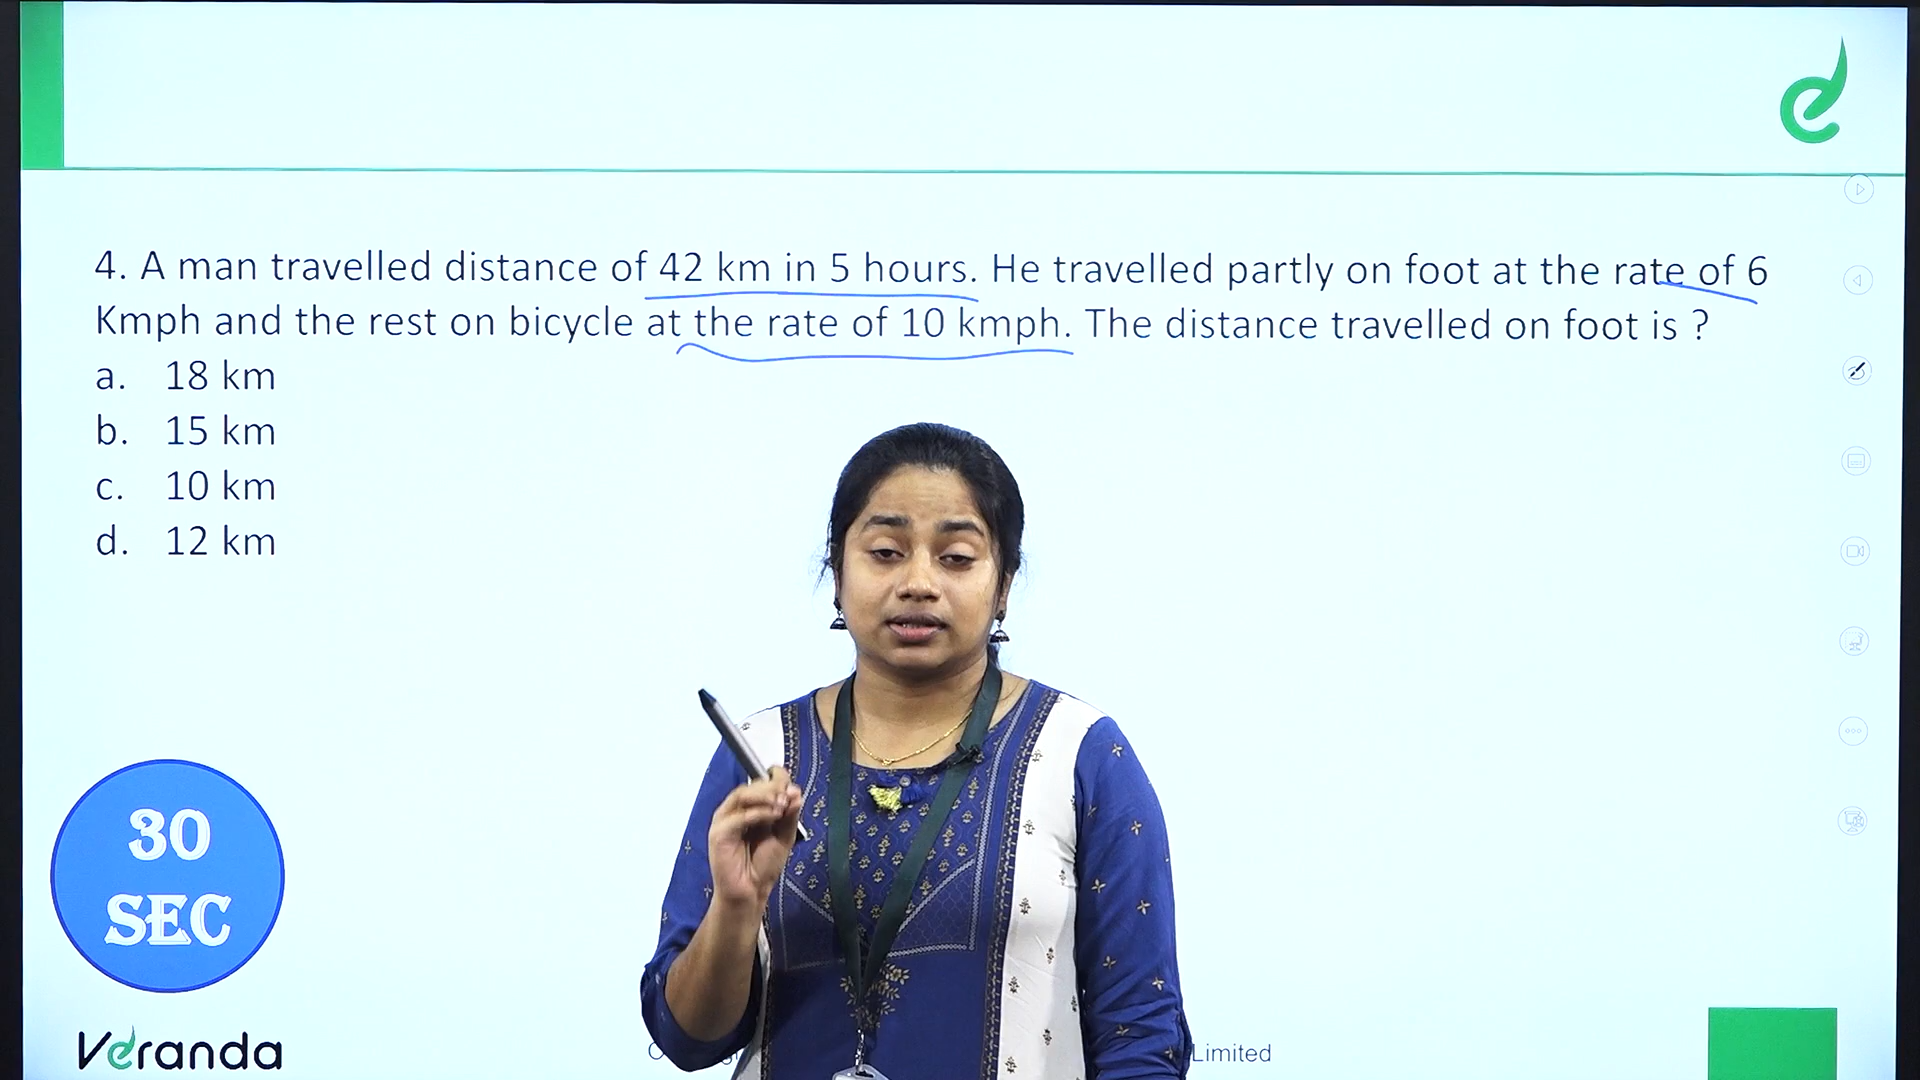 4. A man travelled distance of 42 km in 5 hours. He travelled partly on foot at the rate of 6
Kmph and the rest on bicycle at the rate of 10 kmph. The distance travelled on foot is ?
a. 18 km
b. 15 km
c. 10 km
d. 12 km
30
SEC
Veranda
Limited